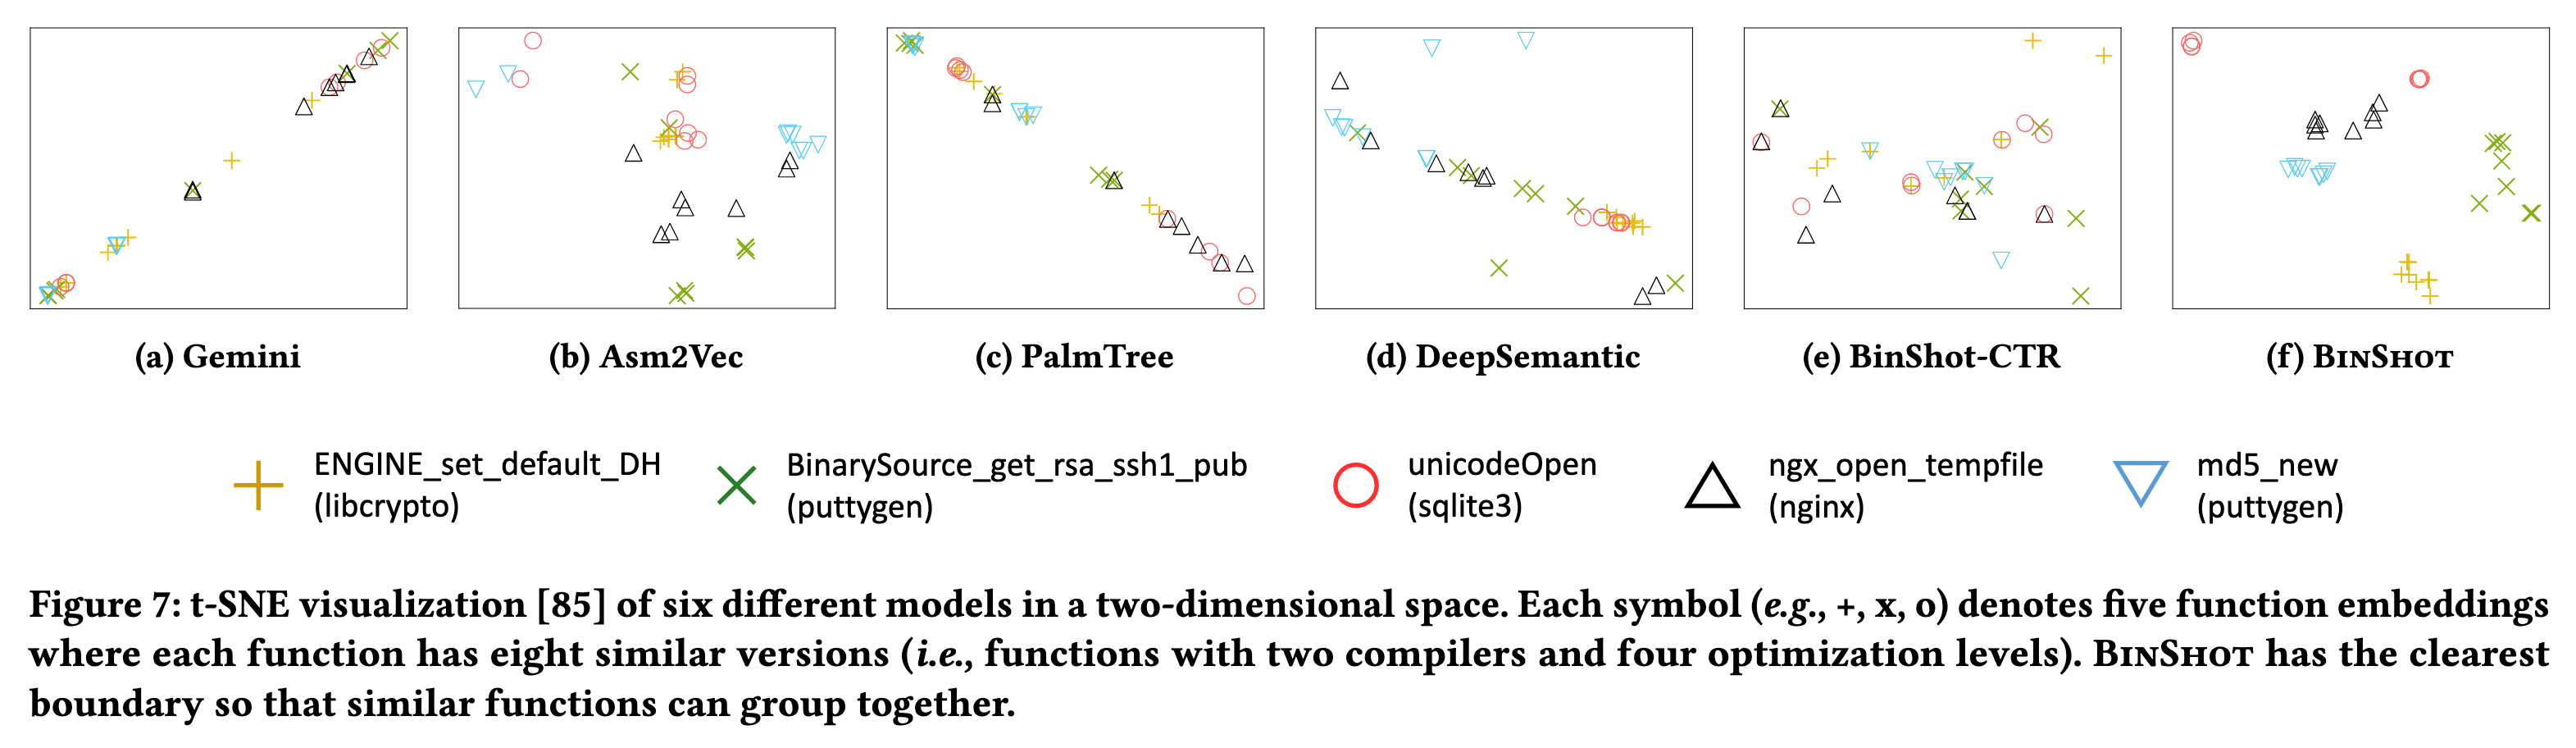 (a) Gemini
(b) Asm2Vec
(c) PalmTree
(d) DeepSemantic
(e) BinShot-CTR
(f) BINSHOT
ENGINE_set_default_DH
(libcrypto)
BinarySource_get_rsa_ssh1_pub
(puttygen)
unicodeOpen
(sqlite3)
ngx_open_tempfile
(nginx)
md5_new
(puttygen)
Figure 7: t-SNE visualization [85] of six different models in a two-dimensional space. Each symbol (e.g., +, x, o) denotes five function embeddings
where each function has eight similar versions (i.e., functions with two compilers and four optimization levels). BINSHOT has the clearest
boundary so that similar functions can group together.